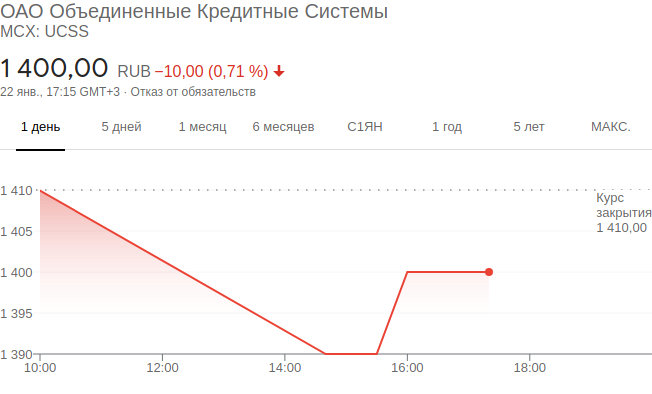 ОАО Объединенные Кредитные Системы
MCX: UCSS
1 400,00 RUB −10,00 (0,71 %)
22 янв., 17:15 GMT+3 · Отказ от обязательств
1 день 5 дней 1 месяц 6 месяцев С1ЯН 1 год 5 лет МАКС.
1 410
Курс
закрытия
1 410,00
1 405
1 400
1 395
1 390
10:00 12:00 14:00 16:00 18:00